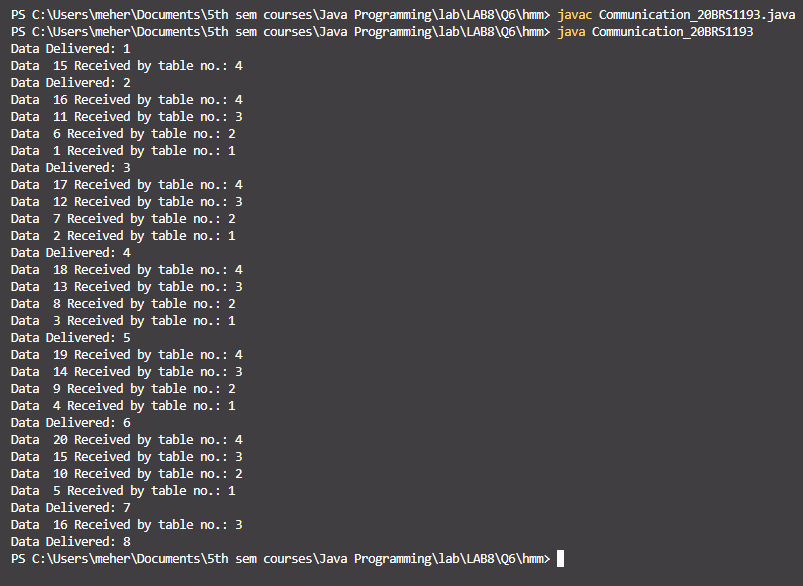 PS C:\Users\meher\Documents\5th sem courses\Java Programming\lab\LAB8\Q6\hmm> javac Communication_20BRS1193.java
PS C:\Users\meher\Documents\5th sem courses\Java Programming\lab\LAB8\Q6\hmm> java Communication_20BRS1193
Data Delivered: 1
Data  15 Received by table no.: 4
Data Delivered: 2
Data  16 Received by table no.: 4
Data  11 Received by table no.: 3
Data  6 Received by table no.: 2
Data  1 Received by table no.: 1
Data Delivered: 3
Data  17 Received by table no.: 4
Data  12 Received by table no.: 3
Data  7 Received by table no.: 2
Data  2 Received by table no.: 1
Data Delivered: 4
Data  18 Received by table no.: 4
Data  13 Received by table no.: 3
Data  8 Received by table no.: 2
Data  3 Received by table no.: 1
Data Delivered: 5
Data  19 Received by table no.: 4
Data  14 Received by table no.: 3
Data  9 Received by table no.: 2
Data  4 Received by table no.: 1
Data Delivered: 6
Data  20 Received by table no.: 4
Data  15 Received by table no.: 3
Data  10 Received by table no.: 2
Data  5 Received by table no.: 1
Data Delivered: 7
Data  16 Received by table no.: 3
Data Delivered: 8
PS C:\Users\meher\Documents\5th sem courses\Java Programming\lab\LAB8\Q6\hmm>